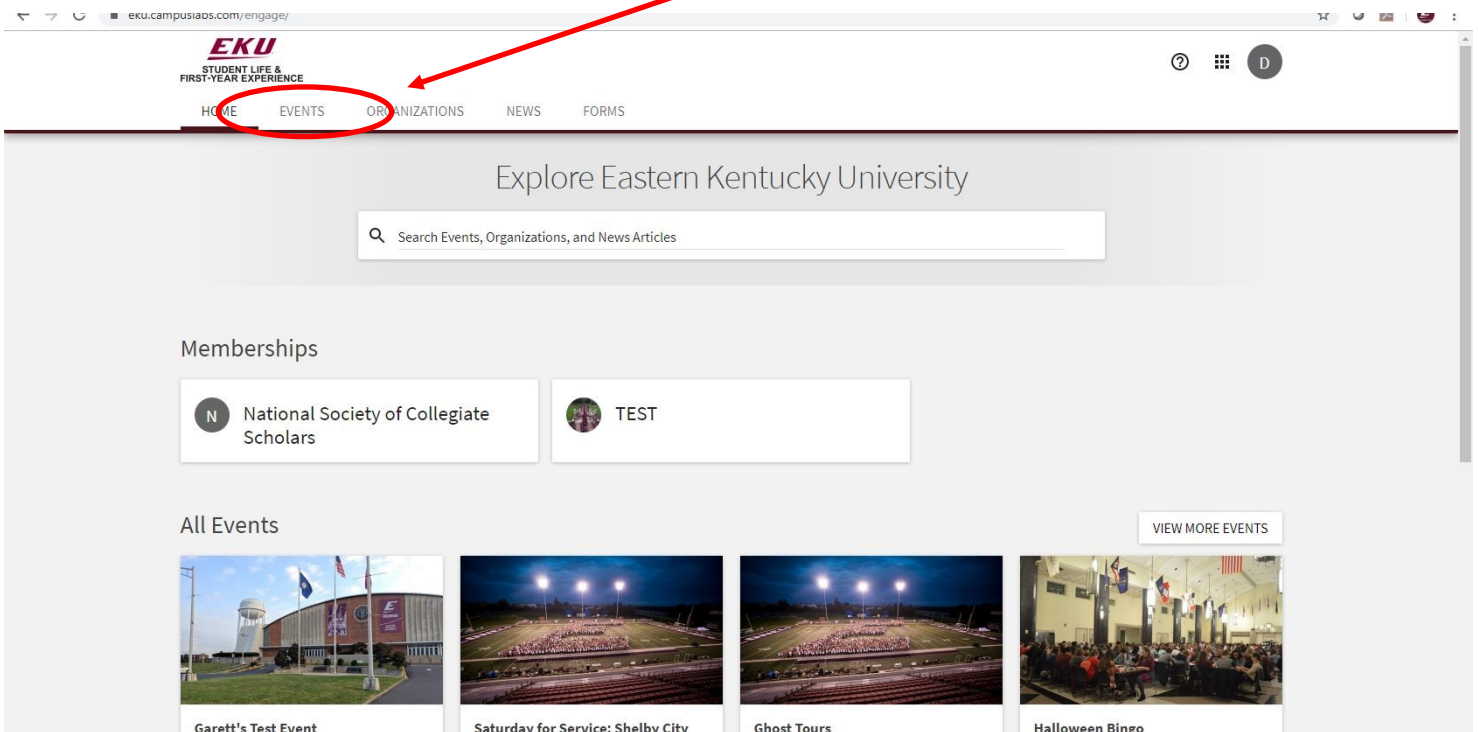 eku.campuslabs.com/engage/
EKU
STUDENT LIFE &
FIRST-YEAR EXPERIENCE
D
HOME EVENTS ORGANIZATIONS NEWS FORMS
Explore Eastern Kentucky University
Search Events, Organizations, and News Articles
Memberships
N National Society of Collegiate
Scholars
TEST
All Events
VIEW MORE EVENTS
Garett's Test Event
Saturday for Service: Shelby City
Ghost Tours
Halloween Bingo